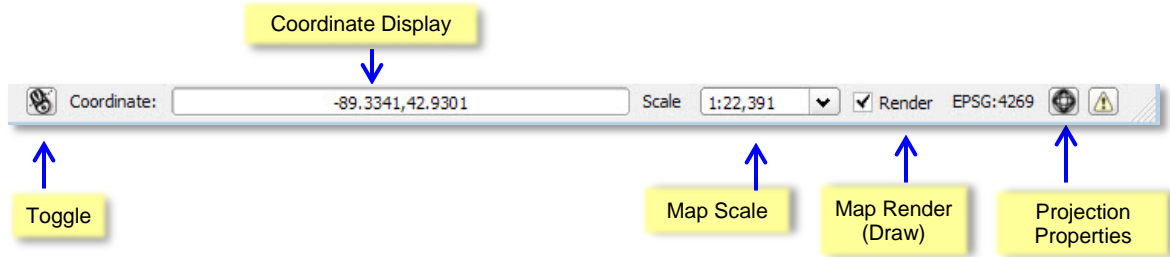 Coordinate Display
Coordinate: -89.3341,42.9301 Scale 1:22,391 Render EPSG:4269
Toggle
Map Scale
Map Render
(Draw)
Projection
Properties